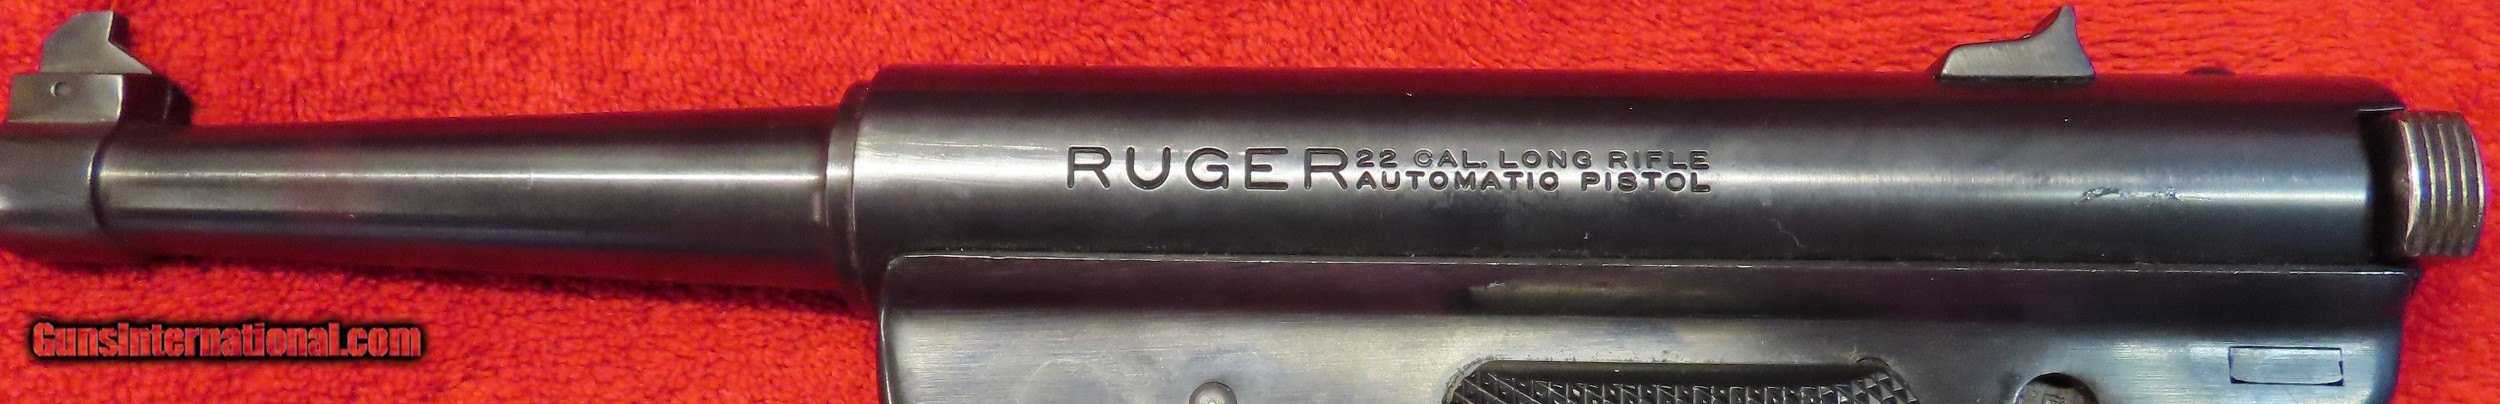 RUGER 22 CAL. LONG RIFLE
AUTOMATIC PISTOL
GunsInternational.com